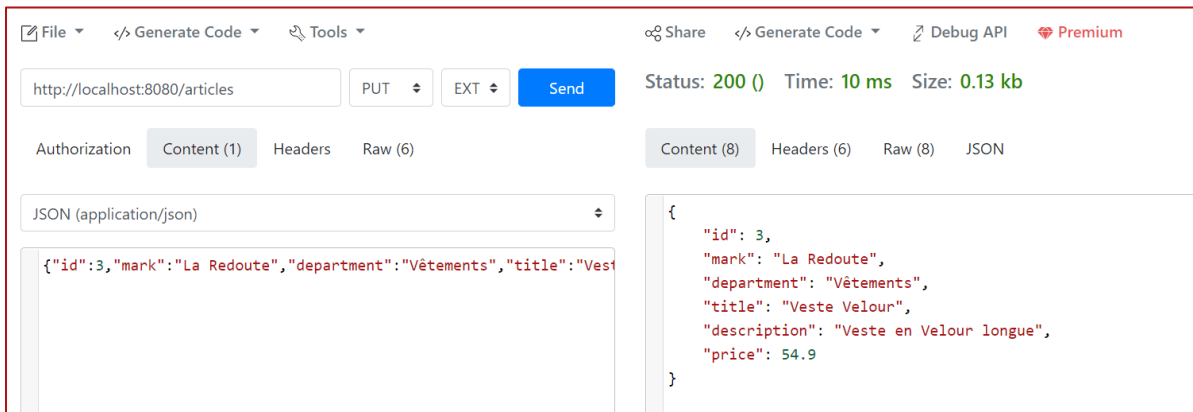 File </> Generate Code Tools
Share </> Generate Code Debug API Premium
http://localhost:8080/articles PUT EXT Send
Status: 200 () Time: 10 ms Size: 0.13 kb
Authorization Content (1) Headers Raw (6)
Content (8) Headers (6) Raw (8) JSON
JSON (application/json)
{"id":3,"mark":"La Redoute","department":"Vêtements","title":"Vest
{
"id": 3,
"mark": "La Redoute",
"department": "Vêtements",
"title": "Veste Velour",
"description": "Veste en Velour longue",
"price": 54.9
}